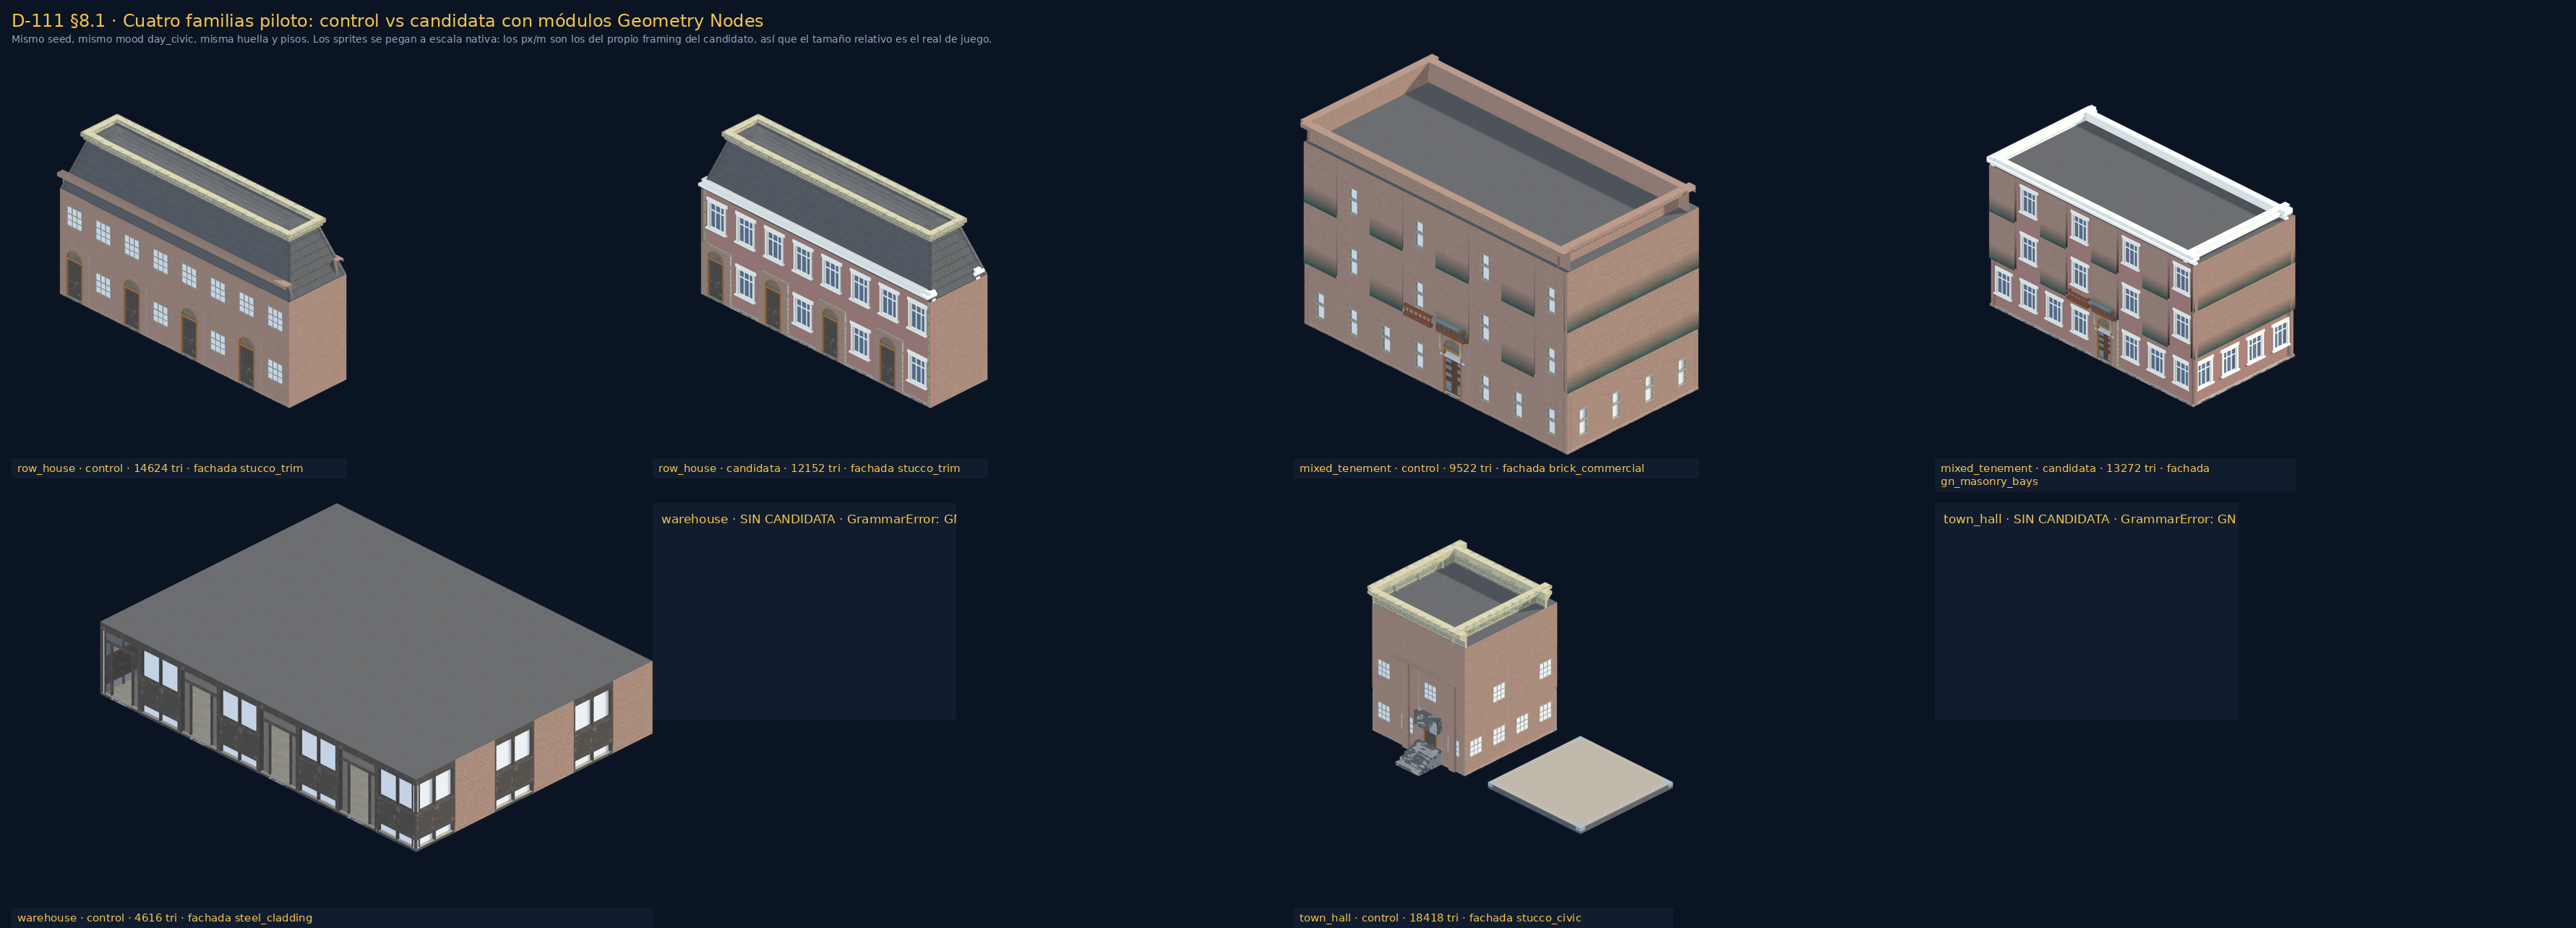 D-111 §8.1 · Cuatro familias piloto: control vs candidata con módulos Geometry Nodes
Mismo seed, mismo mood day_civic, misma huella y pisos. Los sprites se pegan a escala nativa: los px/m son los del propio framing del candidato, así que el tamaño relativo es el real de juego.
row_house · control · 14624 tri · fachada stucco_trim
row_house · candidata · 12152 tri · fachada stucco_trim
mixed_tenement · control · 9522 tri · fachada brick_commercial
mixed_tenement · candidata · 13272 tri · fachada
gn_masonry_bays
warehouse · SIN CANDIDATA · GrammarError: GN
town_hall · SIN CANDIDATA · GrammarError: GN
warehouse · control · 4616 tri · fachada steel_cladding
town_hall · control · 18418 tri · fachada stucco_civic